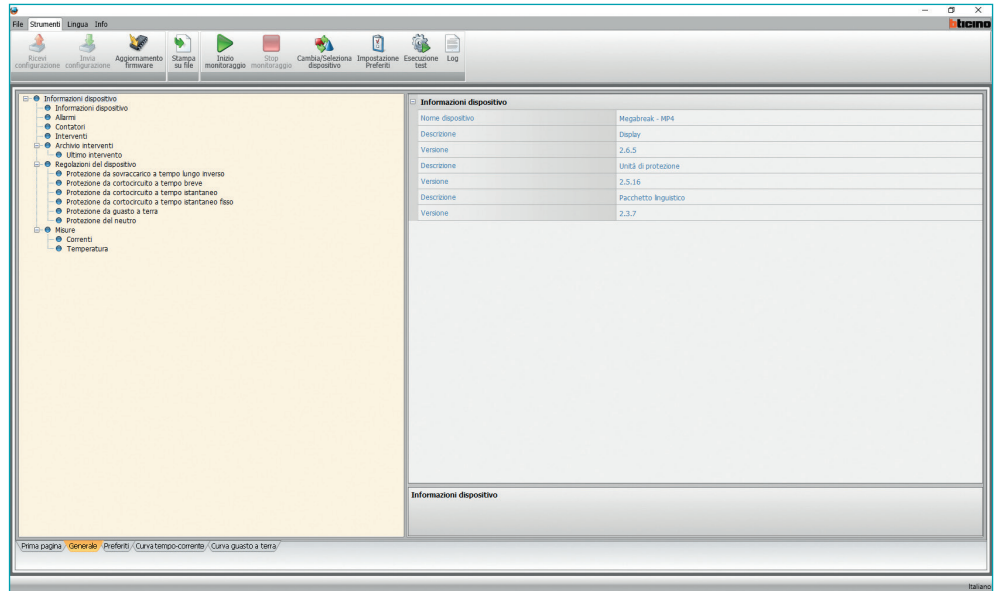 File Strumenti Lingua Info
bticino
Ricevi configurazione
Invia configurazione
Aggiornamento firmware
Stampa su file
Inizio monitoraggio
Stop monitoraggio
Cambia/Seleziona dispositivo
Impostazione Preferiti
Esecuzione test
Log
Informazioni dispositivo
Informazioni dispositivo
Allarmi
Contatori
Interventi
Archivio interventi
Ultimo intervento
Regolazioni del dispositivo
Protezione da sovraccarico a tempo lungo inverso
Protezione da cortocircuito a tempo breve
Protezione da cortocircuito a tempo istantaneo
Protezione da cortocircuito a tempo istantaneo fisso
Protezione da guasto a terra
Protezione del neutro
Misure
Correnti
Temperatura
Informazioni dispositivo
Nome dispositivo Megabreak - MP4
Descrizione Display
Versione 2.6.5
Descrizione Unità di protezione
Versione 2.5.16
Descrizione Pacchetto linguistico
Versione 2.3.7
Informazioni dispositivo
Prima pagina Generale Preferiti Curva tempo-corrente Curva guasto a terra
Italiano